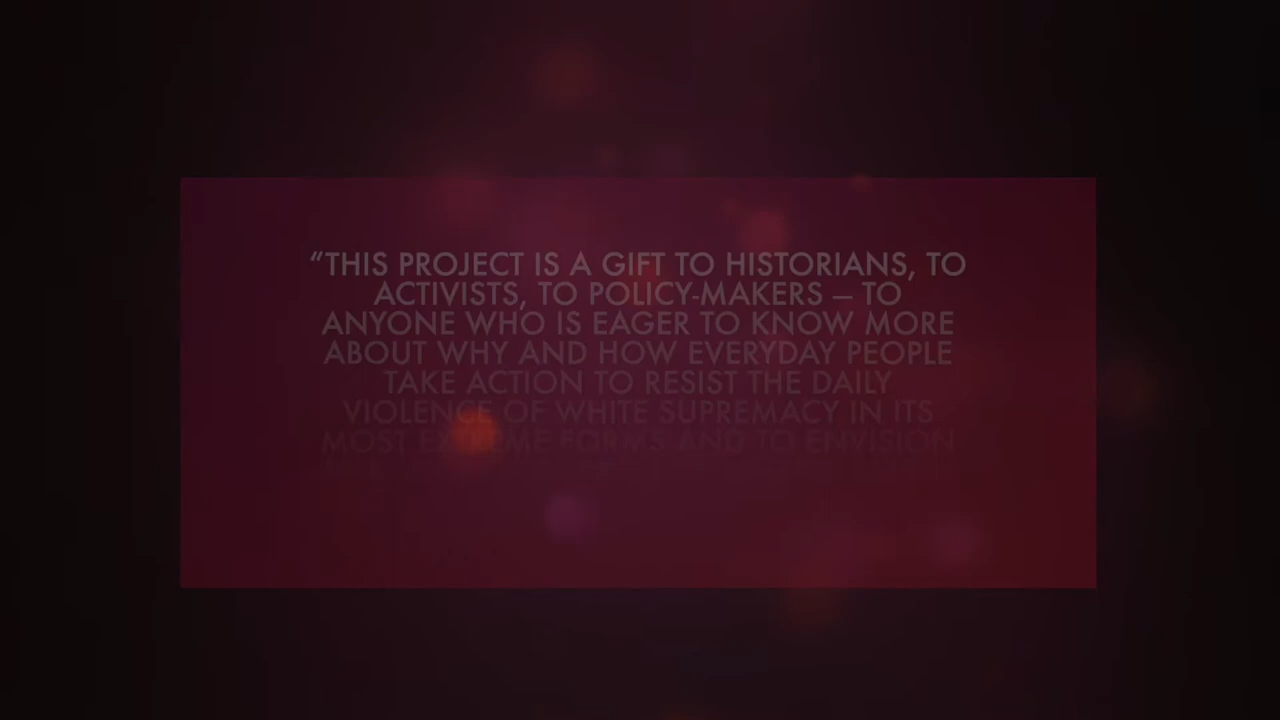 “THIS PROJECT IS A GIFT TO HISTORIANS, TO
ACTIVISTS, TO POLICY-MAKERS – TO
ANYONE WHO IS EAGER TO KNOW MORE
ABOUT WHY AND HOW EVERYDAY PEOPLE
TAKE ACTION TO RESIST THE DAILY
VIOLENCE OF WHITE SUPREMACY IN ITS
MOST EXTREME FORMS AND TO ENVISION